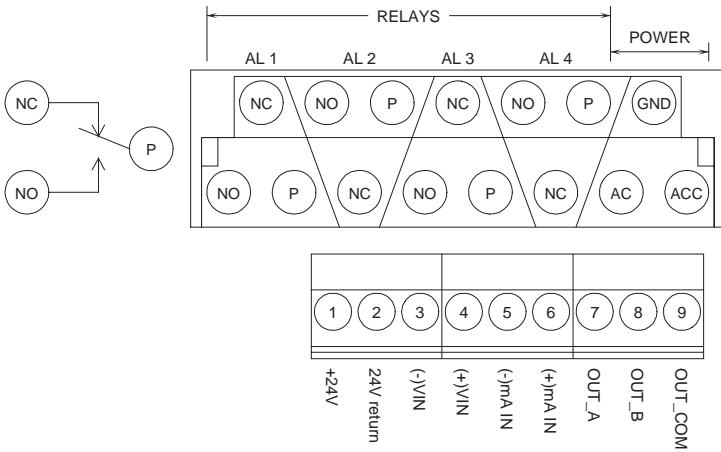 RELAYS
POWER
AL 1 AL 2 AL 3 AL 4
NC NO P NC NO P GND
NC
P
NO
NO P NC NO P NC AC ACC
1 2 3 4 5 6 7 8 9
+24V
24V return
(-)VIN
(+)VIN
(-)mA IN
(+)mA IN
OUT_A
OUT_B
OUT_COM